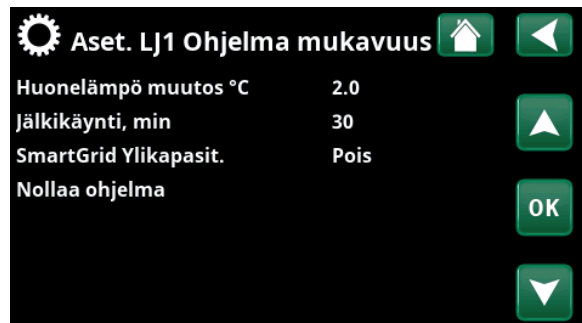 Aset. LJ1 Ohjelma mukavuus
Huonelämpö muutos °C 2.0
Jälkikäynti, min 30
SmartGrid Ylikapasit. Pois
Nollaa ohjelma
OK